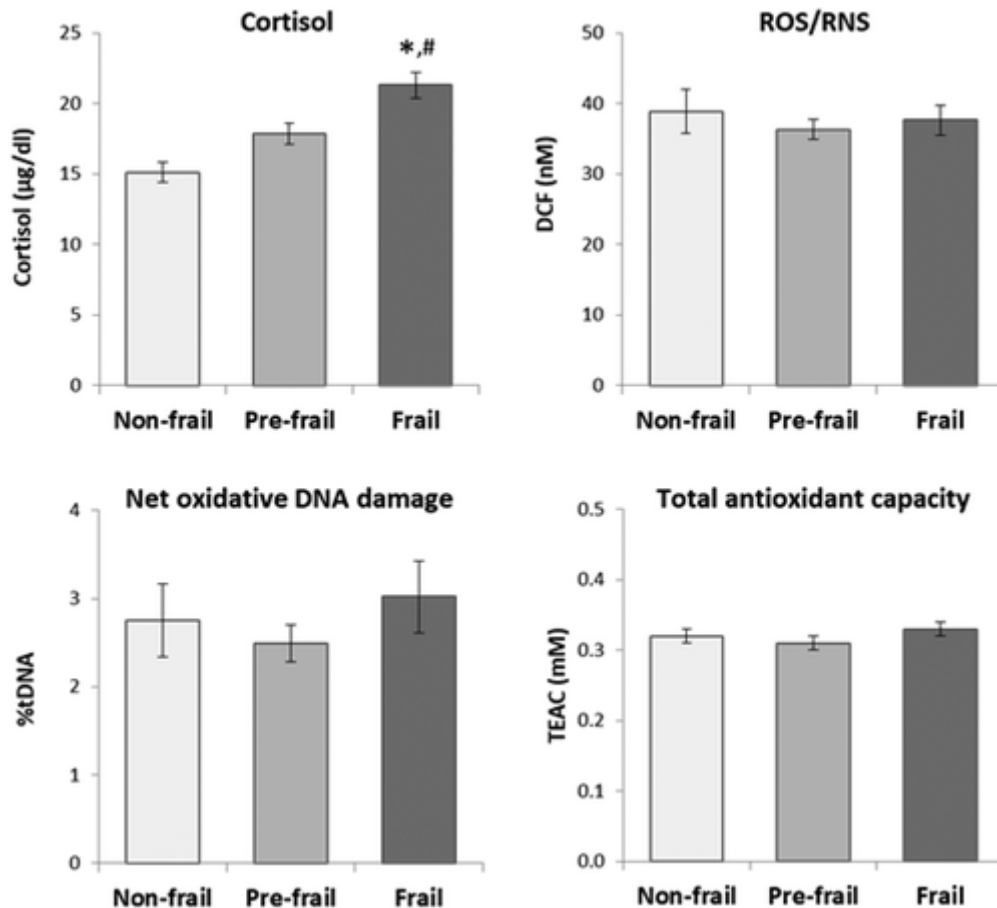 Cortisol
25
20
15
10
5
0
Cortisol (µg/dl)
*,#
Non-frail Pre-frail Frail
ROS/RNS
50
40
30
20
10
0
DCF (nM)
Non-frail Pre-frail Frail
Net oxidative DNA damage
4
3
2
1
0
%tDNA
Non-frail Pre-frail Frail
Total antioxidant capacity
0.5
0.4
0.3
0.2
0.1
0.0
TEAC (mM)
Non-frail Pre-frail Frail